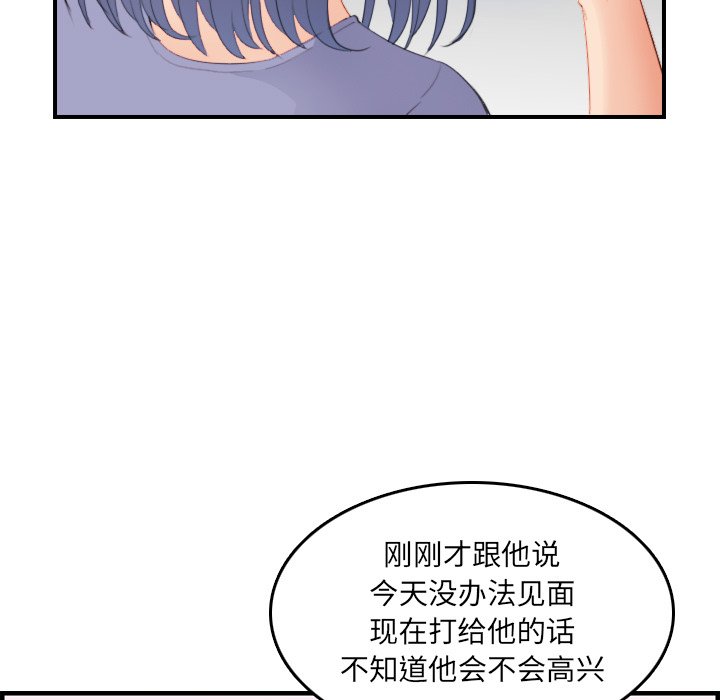 刚刚才跟他说
今天没办法见面
现在打给他的话
不知道他会不会高兴